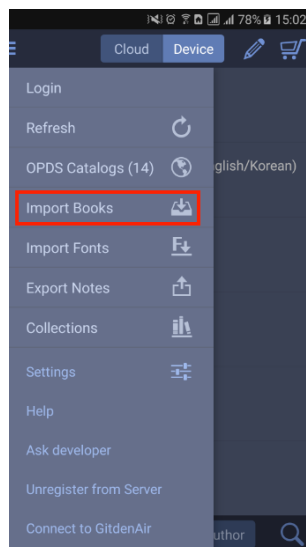 78% 15:02
Cloud Device
Login
Refresh
OPDS Catalogs (14)
glish/Korean)
Import Books
Import Fonts
Export Notes
Collections
Settings
Help
Ask developer
Unregister from Server
Connect to GitdenAir
uthor